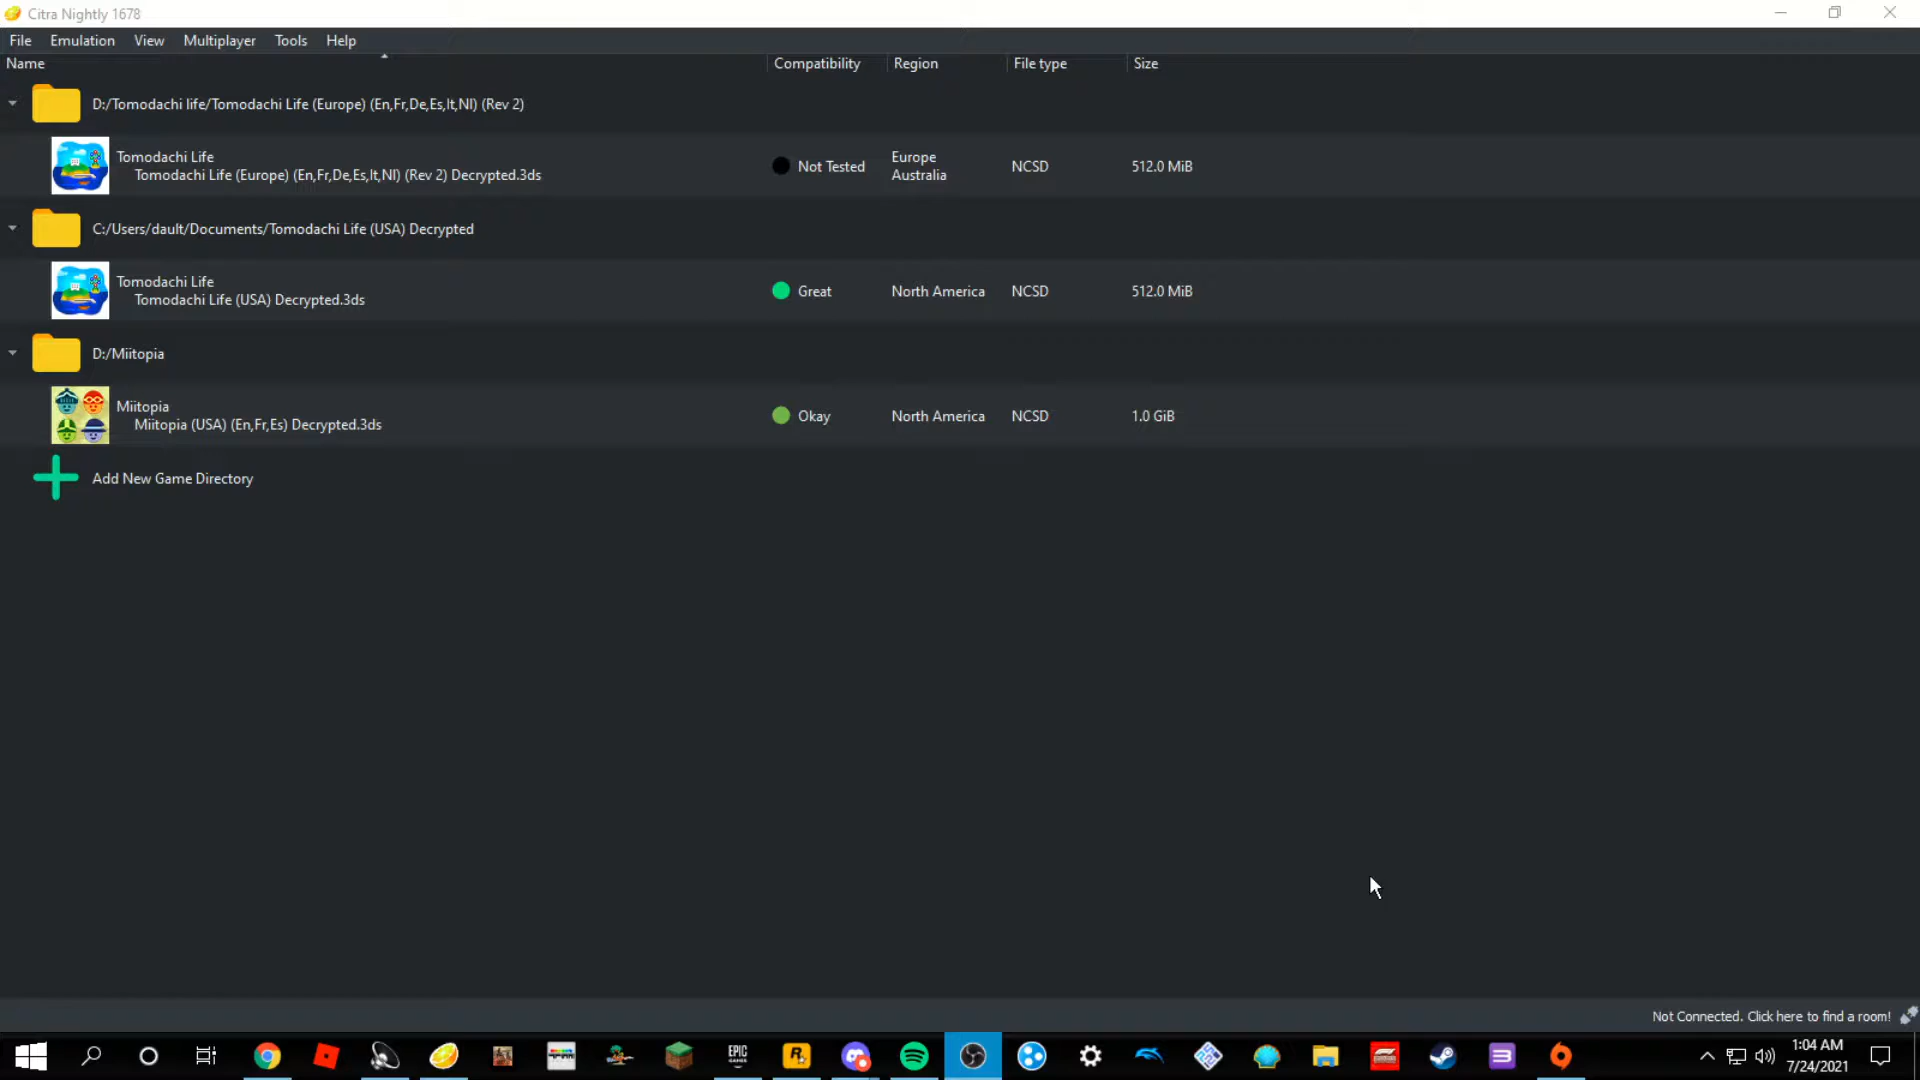 Citra Nightly 1678
File Emulation View Multiplayer Tools Help
Name Compatibility Region File type Size
D:/Tomodachi life/Tomodachi Life (Europe) (En,Fr,De,Es,It,Nl) (Rev 2)
Tomodachi Life
Tomodachi Life (Europe) (En,Fr,De,Es,It,Nl) (Rev 2) Decrypted.3ds
Not Tested
Europe
Australia
NCSD
512.0 MiB
C:/Users/dault/Documents/Tomodachi Life (USA) Decrypted
Tomodachi Life
Tomodachi Life (USA) Decrypted.3ds
Great
North America
NCSD
512.0 MiB
D:/Miitopia
Miitopia
Miitopia (USA) (En,Fr,Es) Decrypted.3ds
Okay
North America
NCSD
1.0 GiB
Add New Game Directory
Not Connected. Click here to find a room!
EPIC
GAMES
1:04 AM
7/24/2021